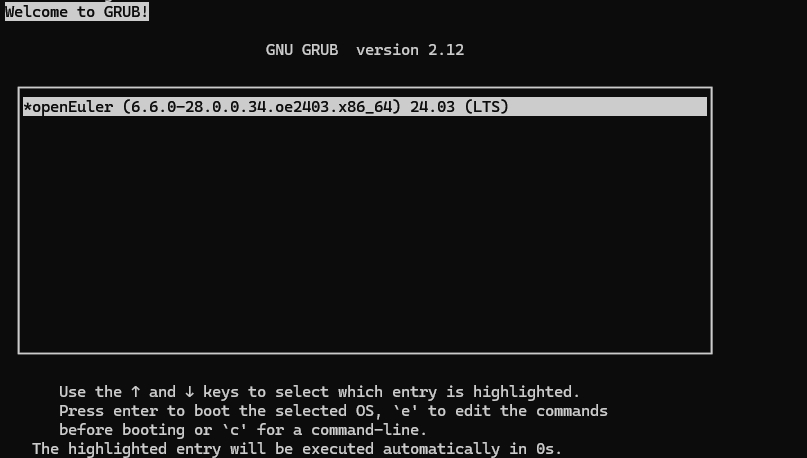 Welcome to GRUB!
GNU GRUB  version 2.12
*openEuler (6.6.0-28.0.0.34.oe2403.x86_64) 24.03 (LTS)
Use the ↑ and ↓ keys to select which entry is highlighted.
Press enter to boot the selected OS, `e' to edit the commands
before booting or `c' for a command-line.
The highlighted entry will be executed automatically in 0s.